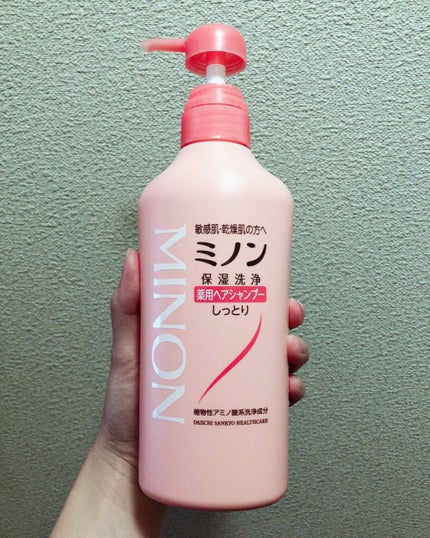 敏感肌・乾燥肌の方へ
ミノン
保湿洗浄
薬用ヘアシャンプー
しっとり
MINON
植物性アミノ酸系洗浄成分
DAIICHI SANKYO HEALTHCARE